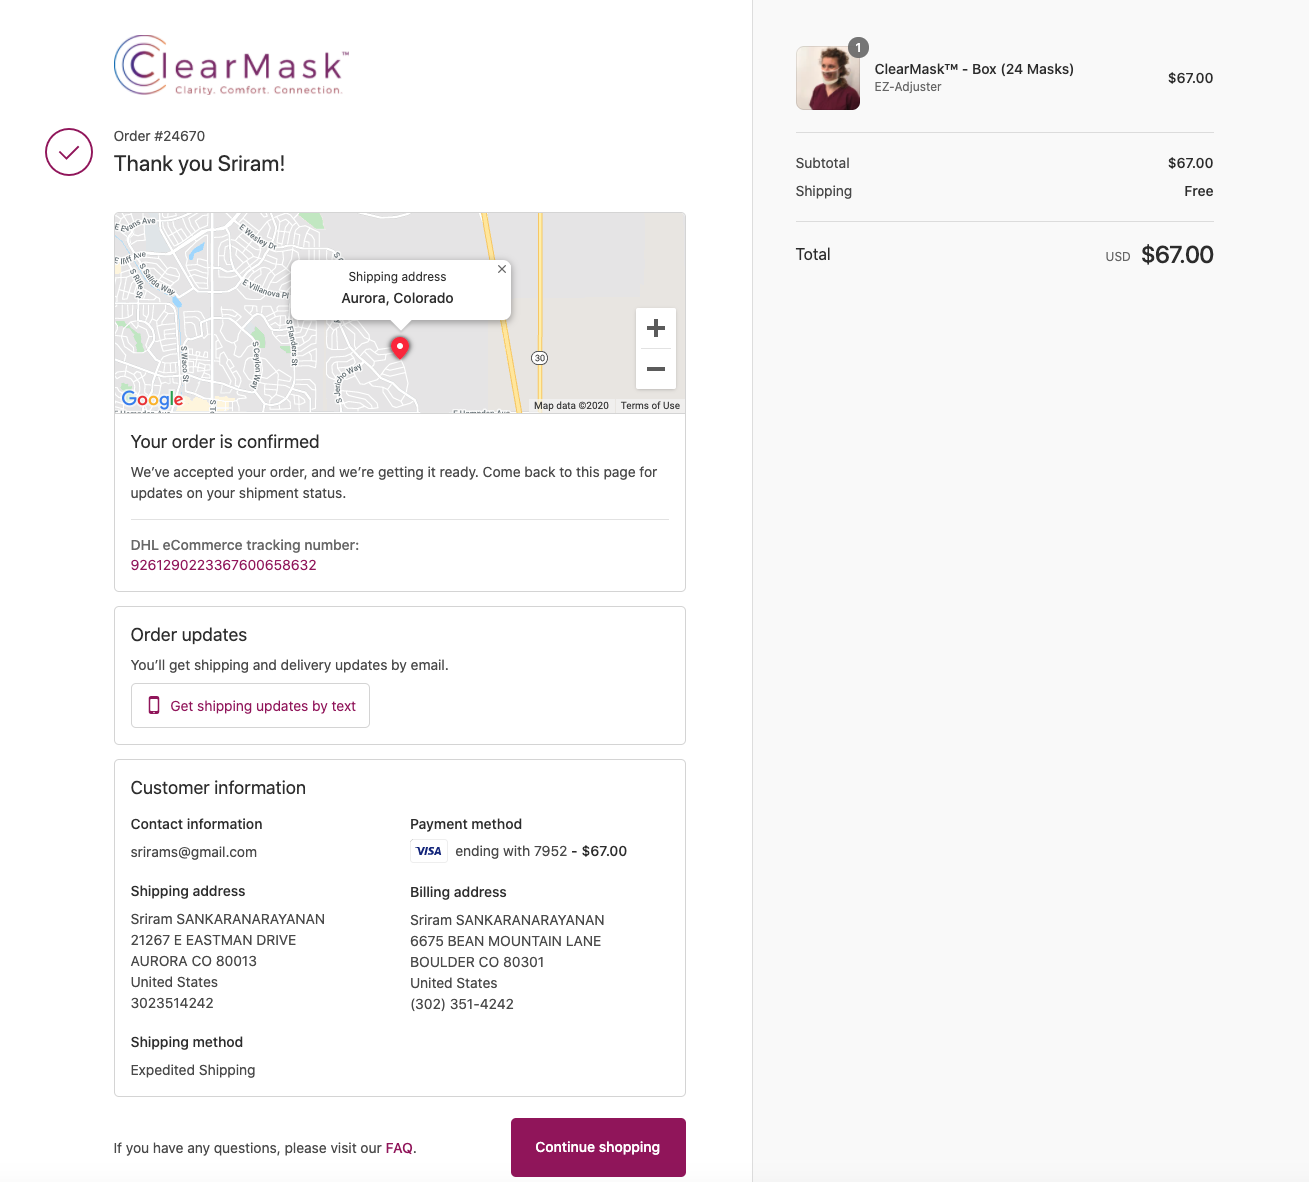 ClearMask™
Clarity. Comfort. Connection.
Order #24670
Thank you Sriram!
E Evans Ave
E Wesley Dr
E Iliff Ave
S Salida Way
S Rifle St
E Villanova Pl
S Flanders St
S Ceylon Way
S Waco St
S Jericho Way
30
Shipping address
Aurora, Colorado
Google
Map data ©2020
Terms of Use
Your order is confirmed
We've accepted your order, and we're getting it ready. Come back to this page for
updates on your shipment status.
DHL eCommerce tracking number:
9261290223367600658632
Order updates
You'll get shipping and delivery updates by email.
Get shipping updates by text
Customer information
Contact information
srirams@gmail.com
Payment method
VISA ending with 7952 - $67.00
Shipping address
Sriram SANKARANARAYANAN
21267 E EASTMAN DRIVE
AURORA CO 80013
United States
3023514242
Billing address
Sriram SANKARANARAYANAN
6675 BEAN MOUNTAIN LANE
BOULDER CO 80301
United States
(302) 351-4242
Shipping method
Expedited Shipping
If you have any questions, please visit our FAQ.
Continue shopping
1
ClearMask™ - Box (24 Masks)
EZ-Adjuster
$67.00
Subtotal $67.00
Shipping Free
Total USD $67.00